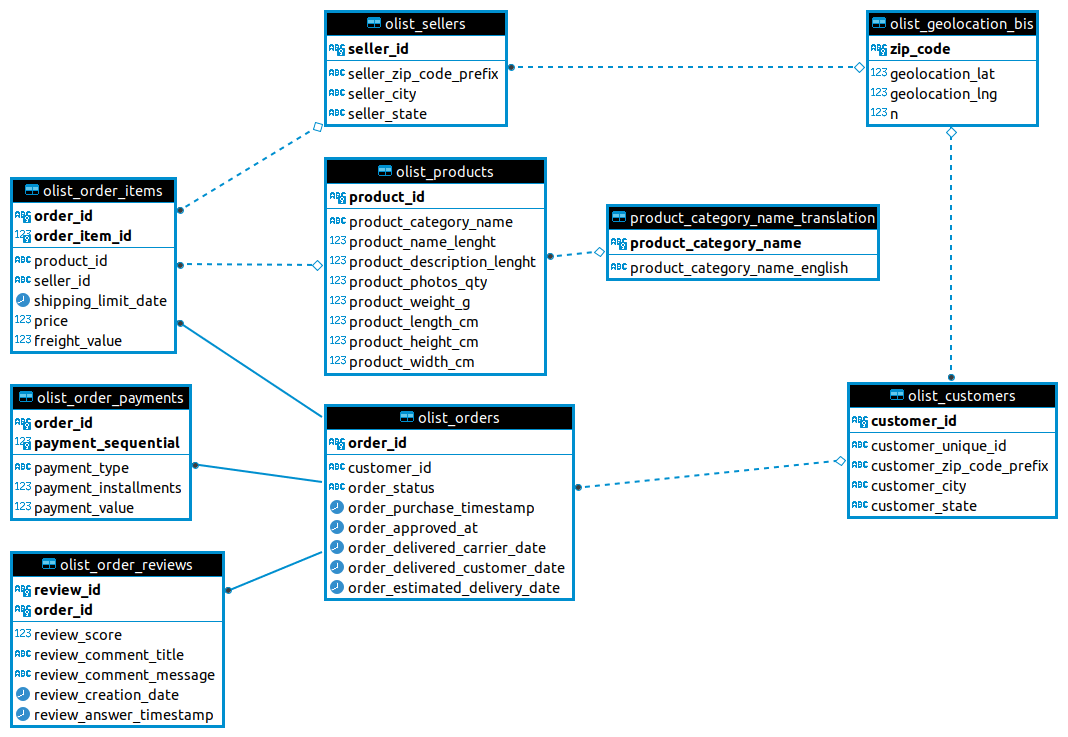 olist_sellers
seller_id
seller_zip_code_prefix
seller_city
seller_state
olist_geolocation_bis
zip_code
geolocation_lat
geolocation_lng
n
olist_order_items
order_id
order_item_id
product_id
seller_id
shipping_limit_date
price
freight_value
olist_products
product_id
product_category_name
product_name_lenght
product_description_lenght
product_photos_qty
product_weight_g
product_length_cm
product_height_cm
product_width_cm
product_category_name_translation
product_category_name
product_category_name_english
olist_order_payments
order_id
payment_sequential
payment_type
payment_installments
payment_value
olist_orders
order_id
customer_id
order_status
order_purchase_timestamp
order_approved_at
order_delivered_carrier_date
order_delivered_customer_date
order_estimated_delivery_date
olist_customers
customer_id
customer_unique_id
customer_zip_code_prefix
customer_city
customer_state
olist_order_reviews
review_id
order_id
review_score
review_comment_title
review_comment_message
review_creation_date
review_answer_timestamp